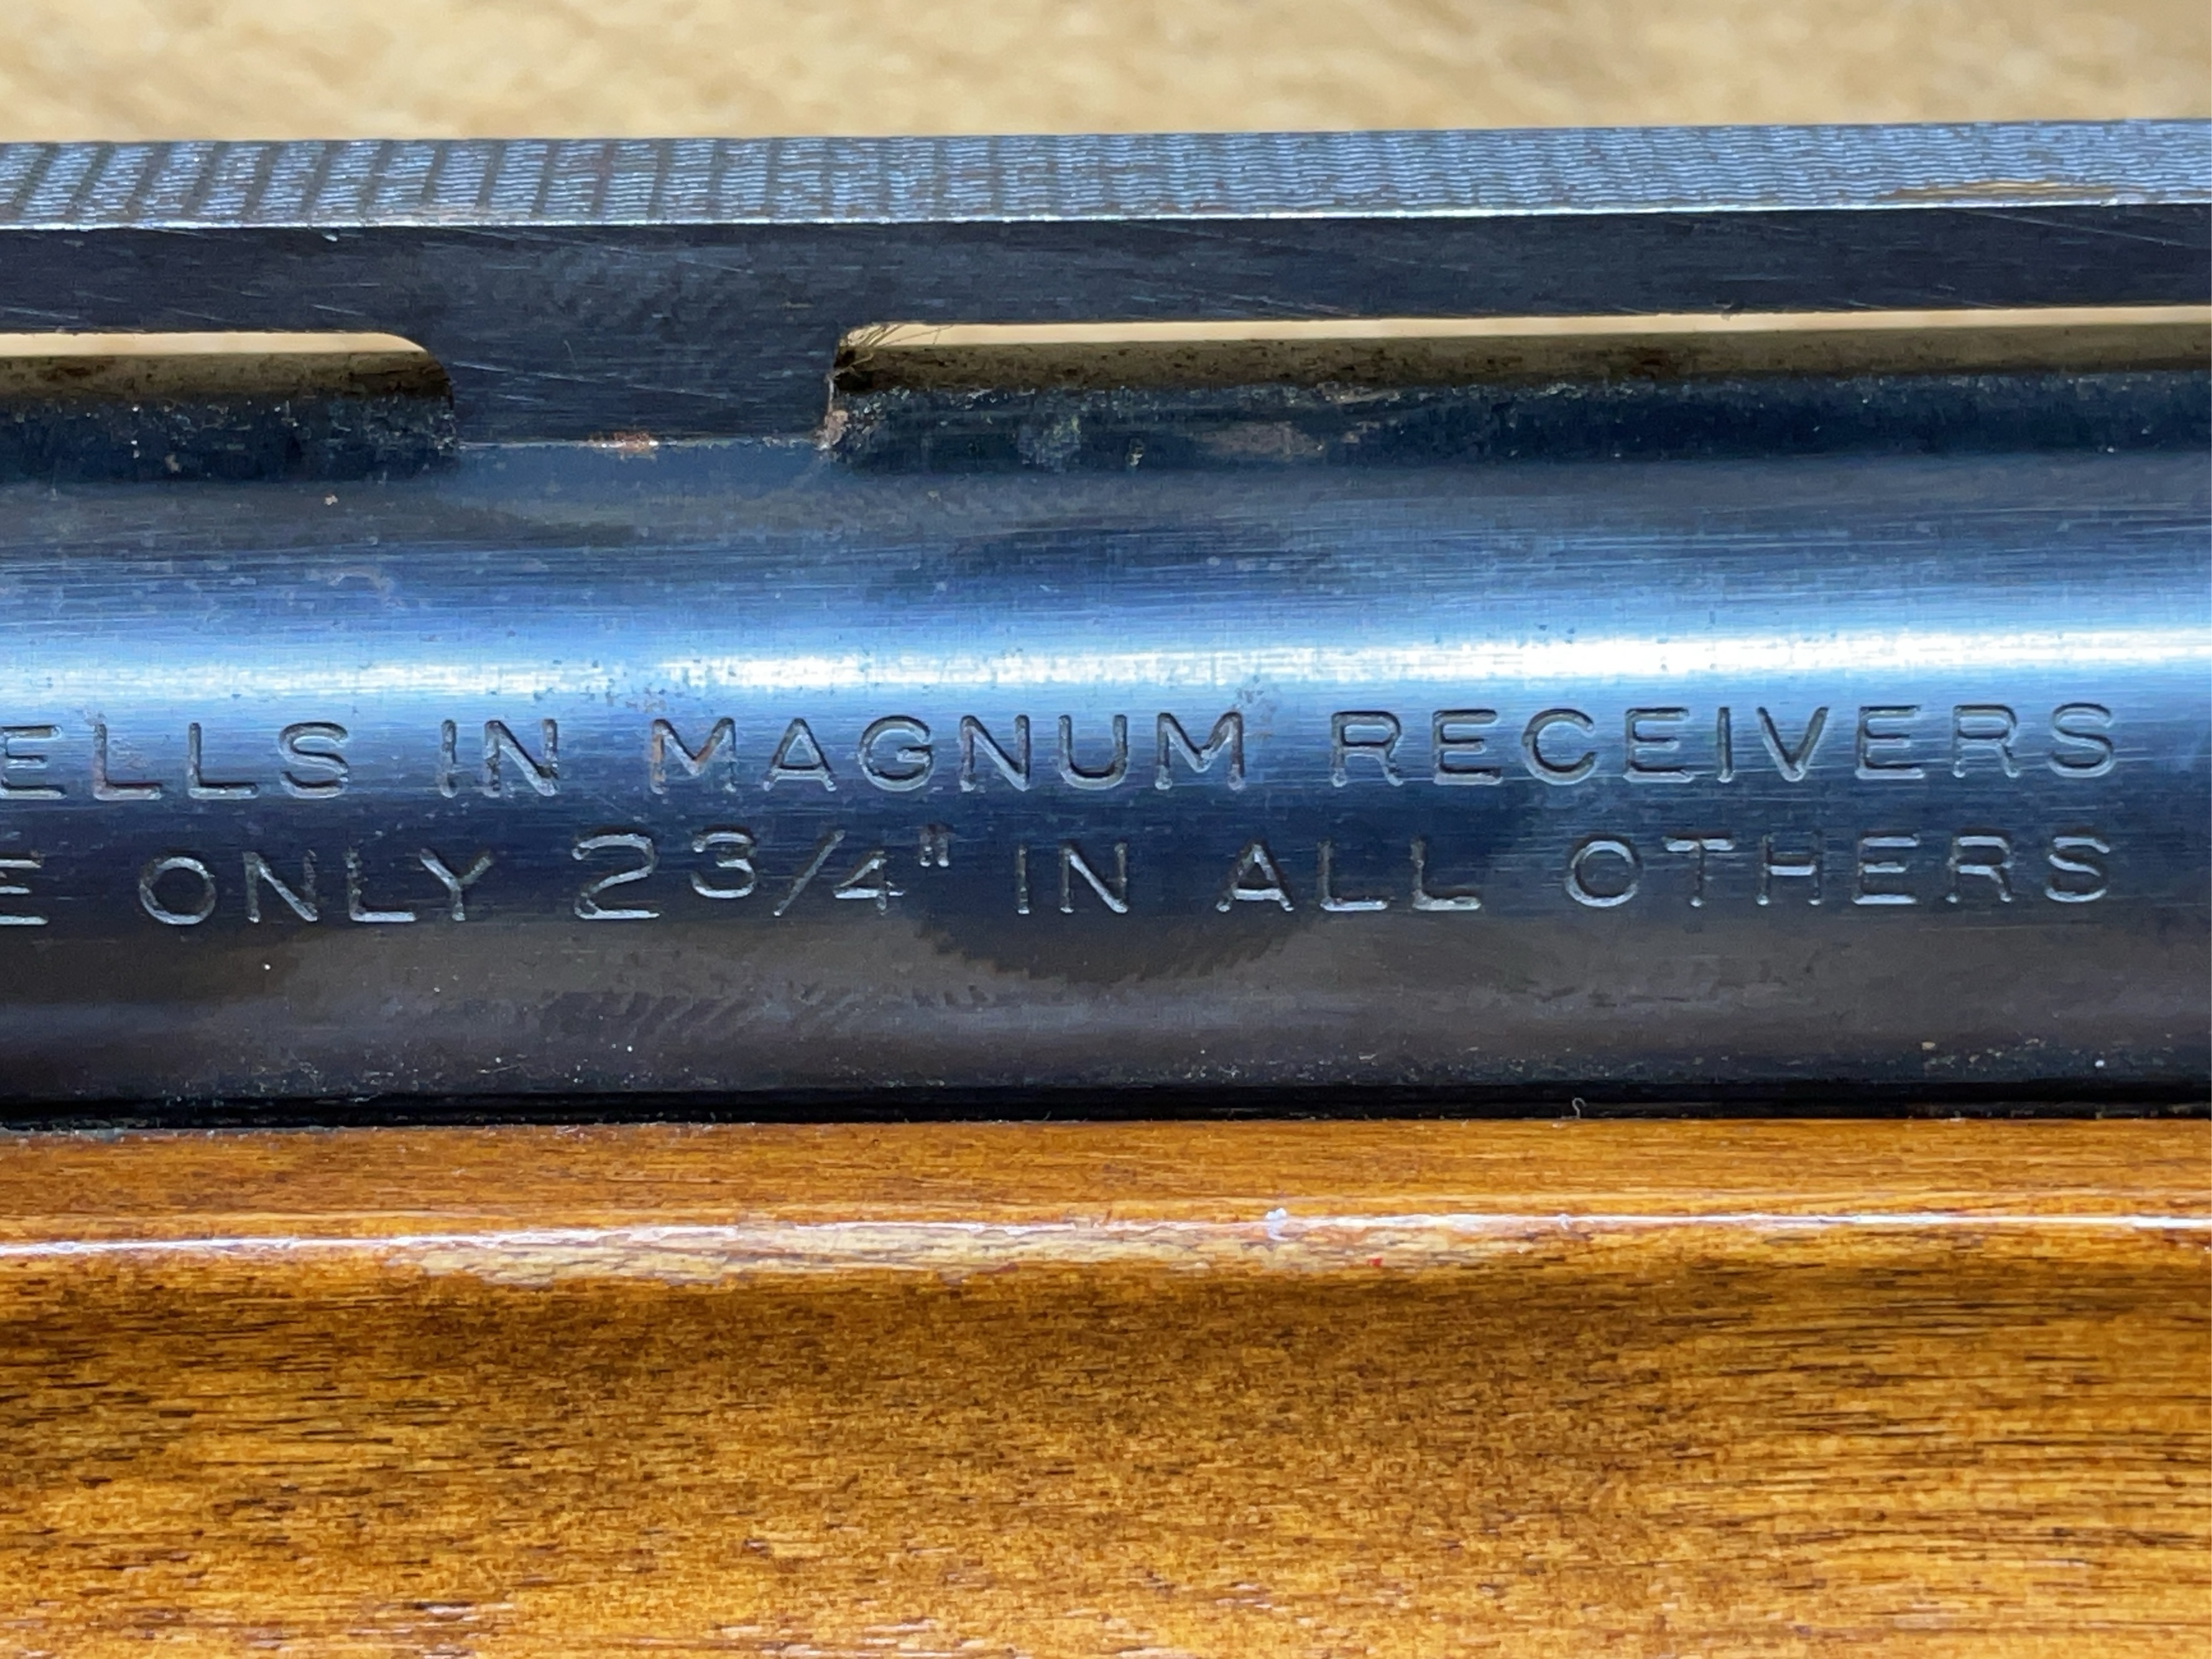 ELLS IN MAGNUM RECEIVERS
E ONLY 2 3/4" IN ALL OTHERS